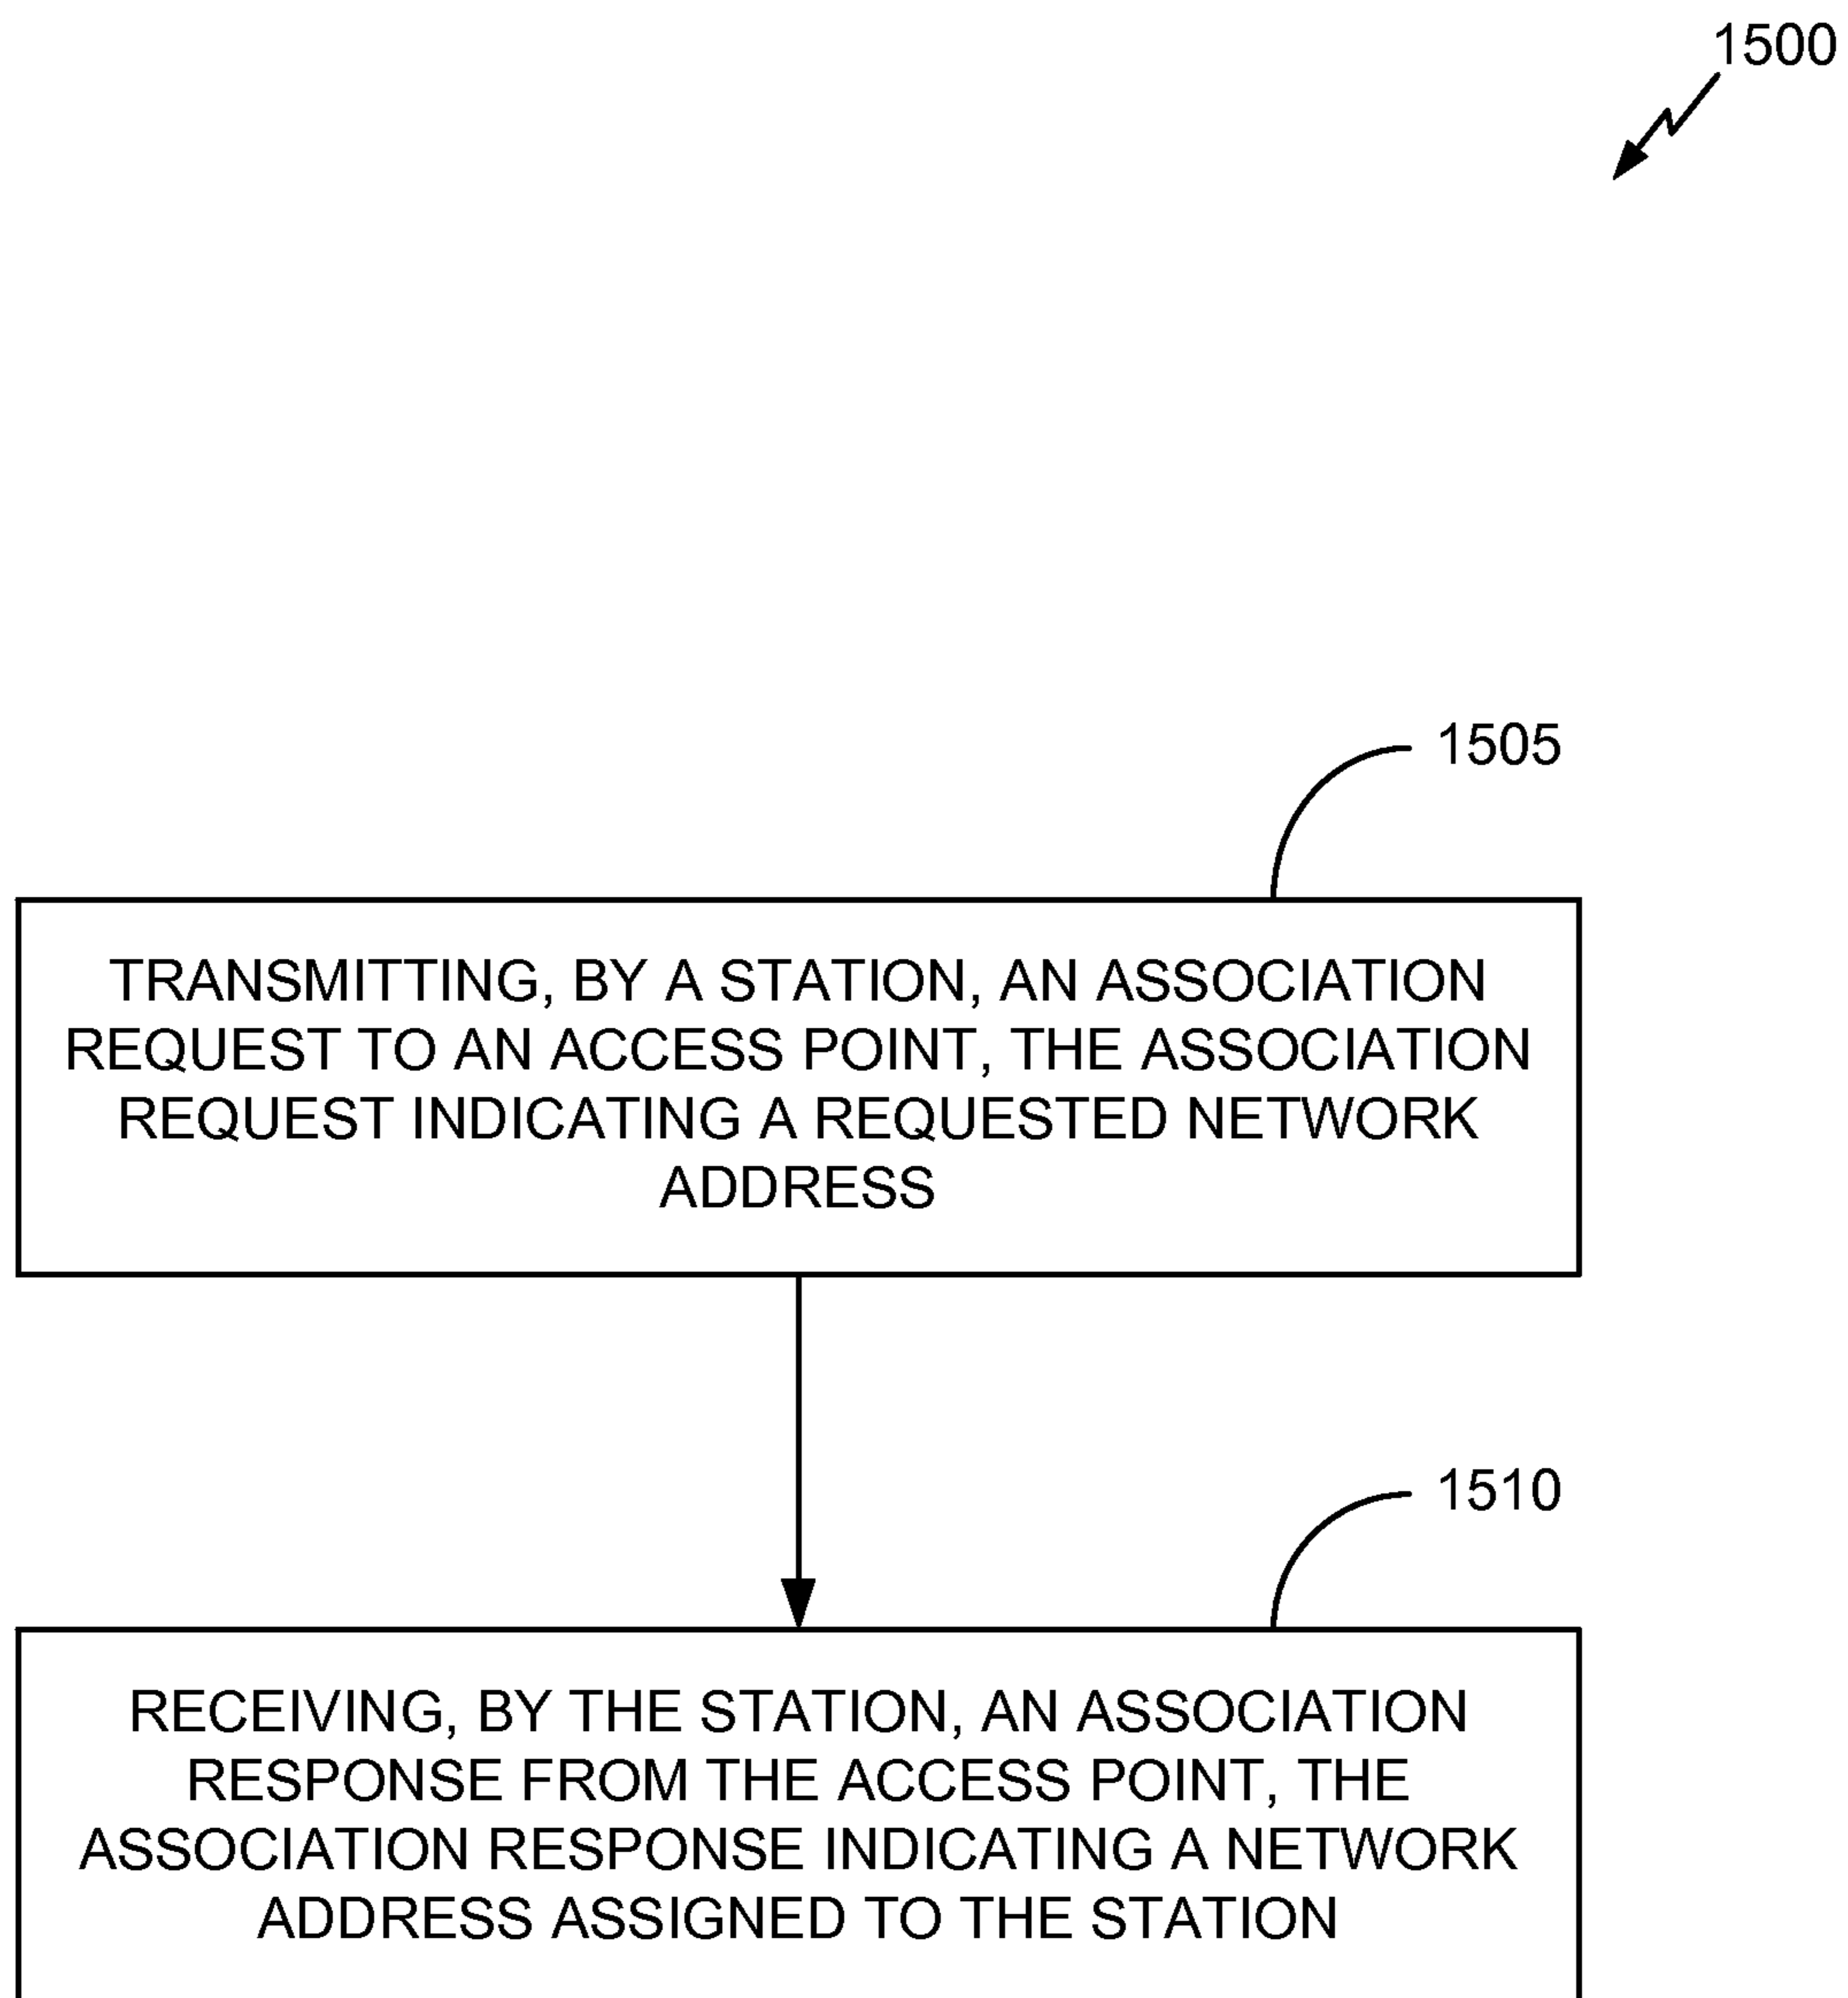 1500
1505
TRANSMITTING, BY A STATION, AN ASSOCIATION
REQUEST TO AN ACCESS POINT, THE ASSOCIATION
REQUEST INDICATING A REQUESTED NETWORK
ADDRESS
1510
RECEIVING, BY THE STATION, AN ASSOCIATION
RESPONSE FROM THE ACCESS POINT, THE
ASSOCIATION RESPONSE INDICATING A NETWORK
ADDRESS ASSIGNED TO THE STATION